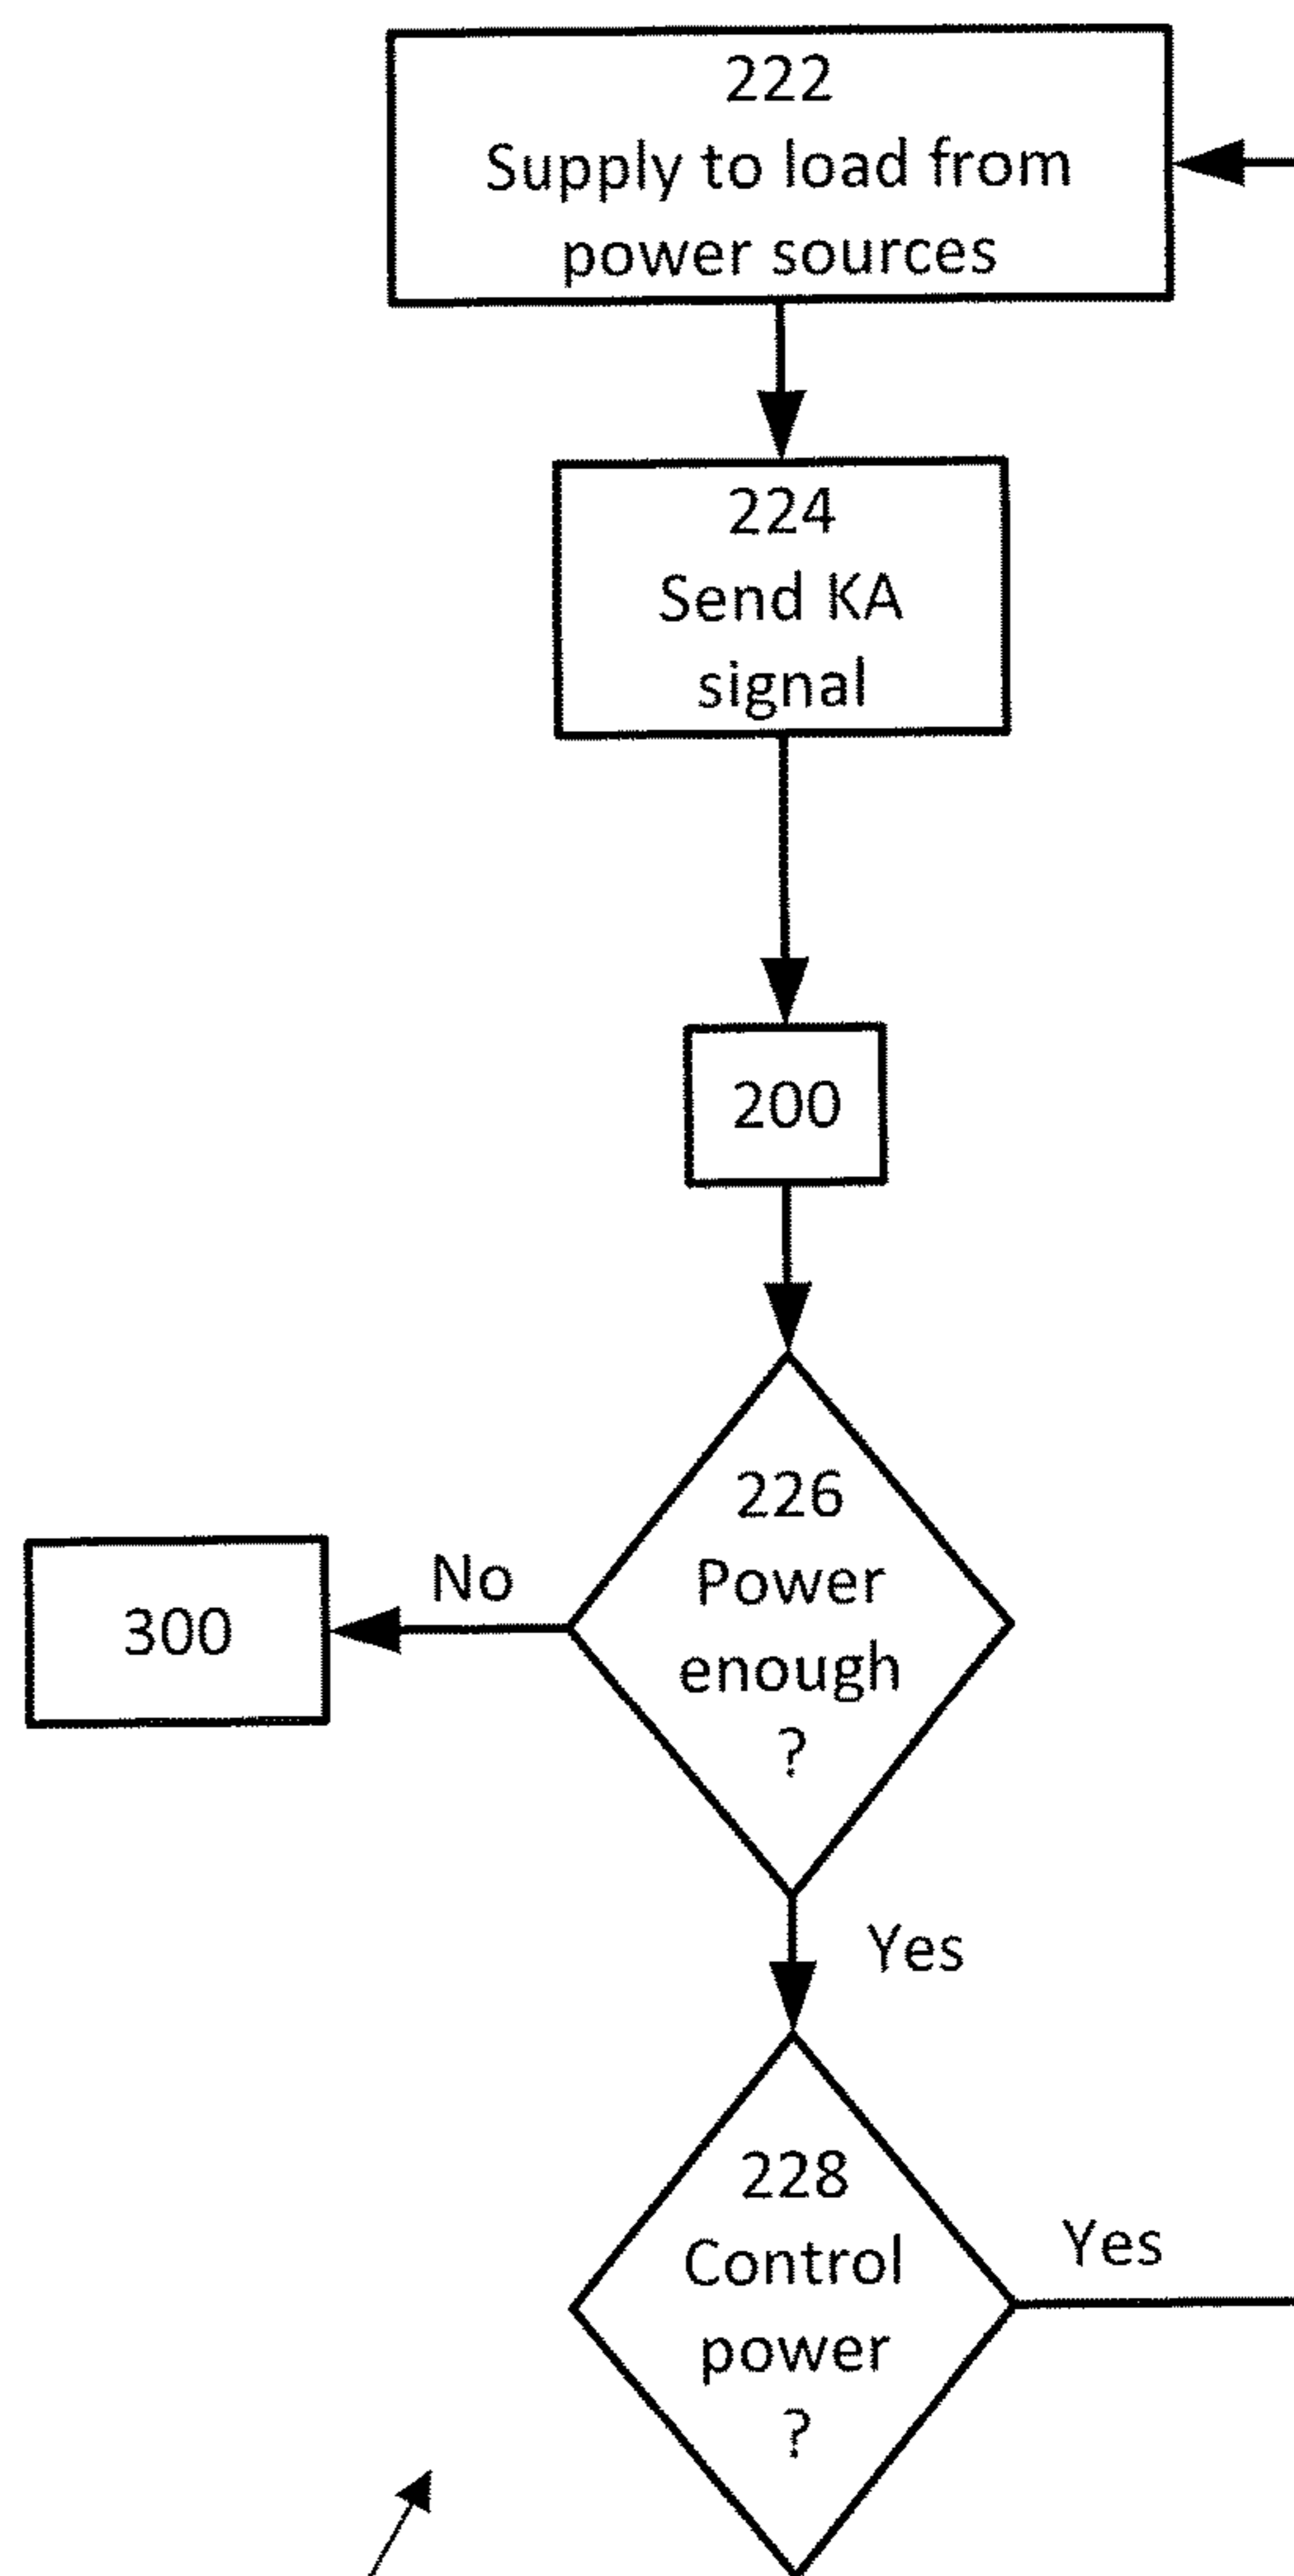 222
Supply to load from
power sources
224
Send KA
signal
200
226
Power
enough
?
No
300
Yes
228
Control
power
?
Yes